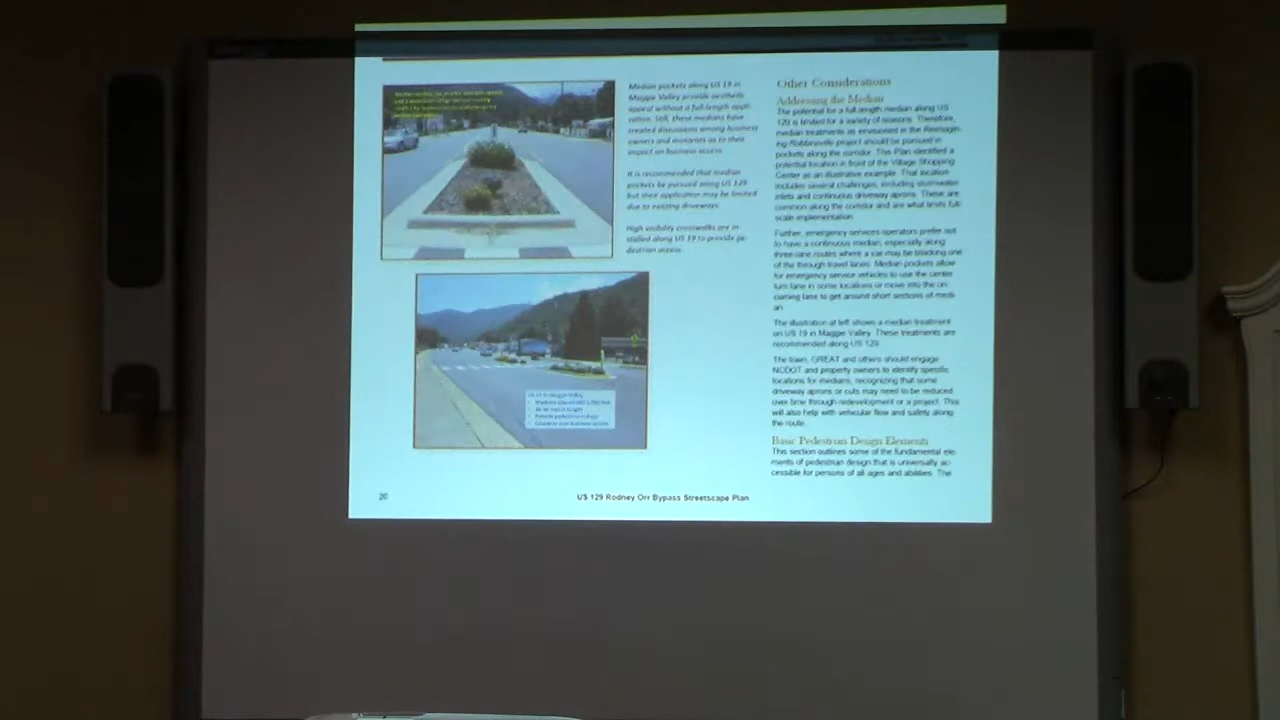 Median pockets along US 19 in
Maggie Valley provide aesthetic
appeal without a full-length appli-
cation. Still, these medians have
created discussions among business
owners and motorists as to their
impact on business access.
It is recommended that median
pockets be pursued along US 129
but their application may be limited
due to existing driveways.
High visibility crosswalks are in-
stalled along US 19 to provide pe-
destrian access.
Other Considerations
Addressing the Median
The potential for a full-length median along US
129 is limited for a variety of reasons. Therefore,
median treatments as envisioned in the Reimagin-
ing Robbinsville project should be pursued in
pockets along the corridor. This Plan identified a
potential location in front of the Village Shopping
Center as an illustrative example. That location
includes several challenges, including stormwater
inlets and continuous driveway aprons. These are
common along the corridor and are what limits full-
scale implementation.
Further, emergency services operators prefer not
to have a continuous median, especially along
three-lane routes where a car may be blocking one
of the through travel lanes. Median pockets allow
for emergency service vehicles to use the center
turn lane in some locations or move into the on-
coming lane to get around short sections of medi-
an.
The illustration at left shows a median treatment
on US 19 in Maggie Valley. These treatments are
recommended along US 129.
The town, GREAT and others should engage
NCDOT and property owners to identify specific
locations for medians, recognizing that some
driveway aprons or cuts may need to be reduced
over time through redevelopment or a project. This
will also help with vehicular flow and safety along
the route.
Basic Pedestrian Design Elements
This section outlines some of the fundamental ele-
ments of pedestrian design that is universally ac-
cessible for persons of all ages and abilities. The
20
US 129 Rodney Orr Bypass Streetscape Plan